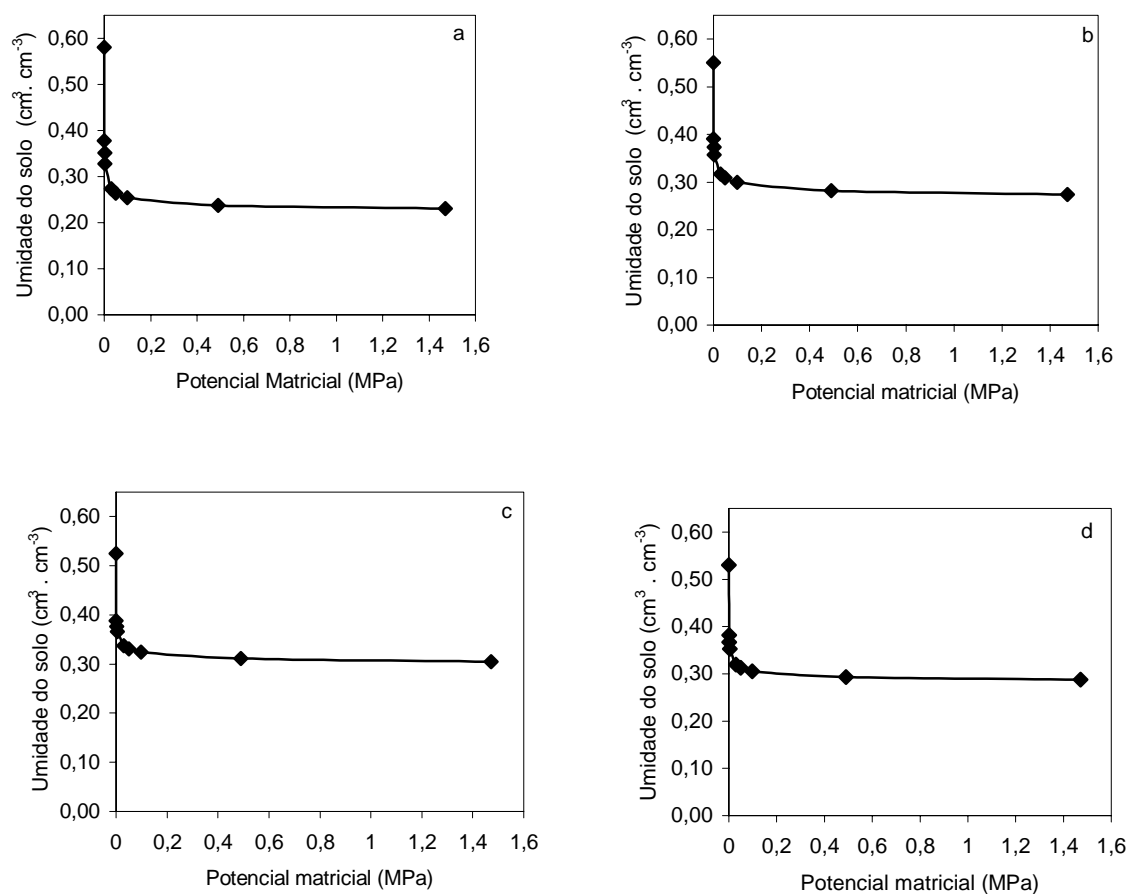 a
Umidade do solo (cm³. cm⁻³)
0,60
0,50
0,40
0,30
0,20
0,10
0,00
0 0,2 0,4 0,6 0,8 1 1,2 1,4 1,6
Potencial Matricial (MPa)
b
Umidade do solo (cm³ . cm⁻³)
0,60
0,50
0,40
0,30
0,20
0,10
0,00
0 0,2 0,4 0,6 0,8 1 1,2 1,4 1,6
Potencial matricial (MPa)
c
Umidade do solo (cm³ . cm⁻³)
0,60
0,50
0,40
0,30
0,20
0,10
0,00
0 0,2 0,4 0,6 0,8 1 1,2 1,4 1,6
Potencial matricial (MPa)
d
Umidade do solo (cm³ . cm⁻³)
0,60
0,50
0,40
0,30
0,20
0,10
0,00
0 0,2 0,4 0,6 0,8 1 1,2 1,4 1,6
Potencial matricial (MPa)